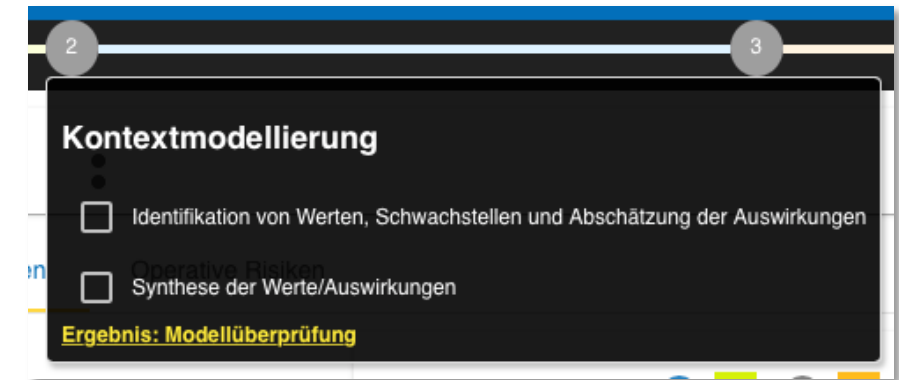 2
3
Kontextmodellierung
Identifikation von Werten, Schwachstellen und Abschätzung der Auswirkungen
en
Operative Risiken
Synthese der Werte/Auswirkungen
Ergebnis: Modellüberprüfung